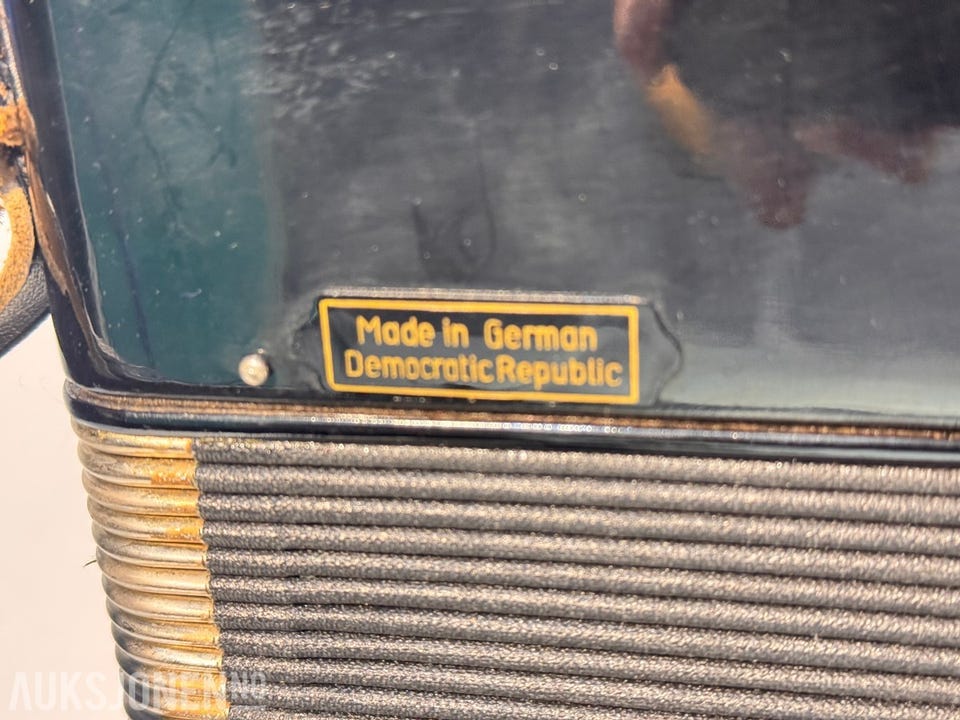 Made in German
Democratic Republic
AUKSJONEN.NO